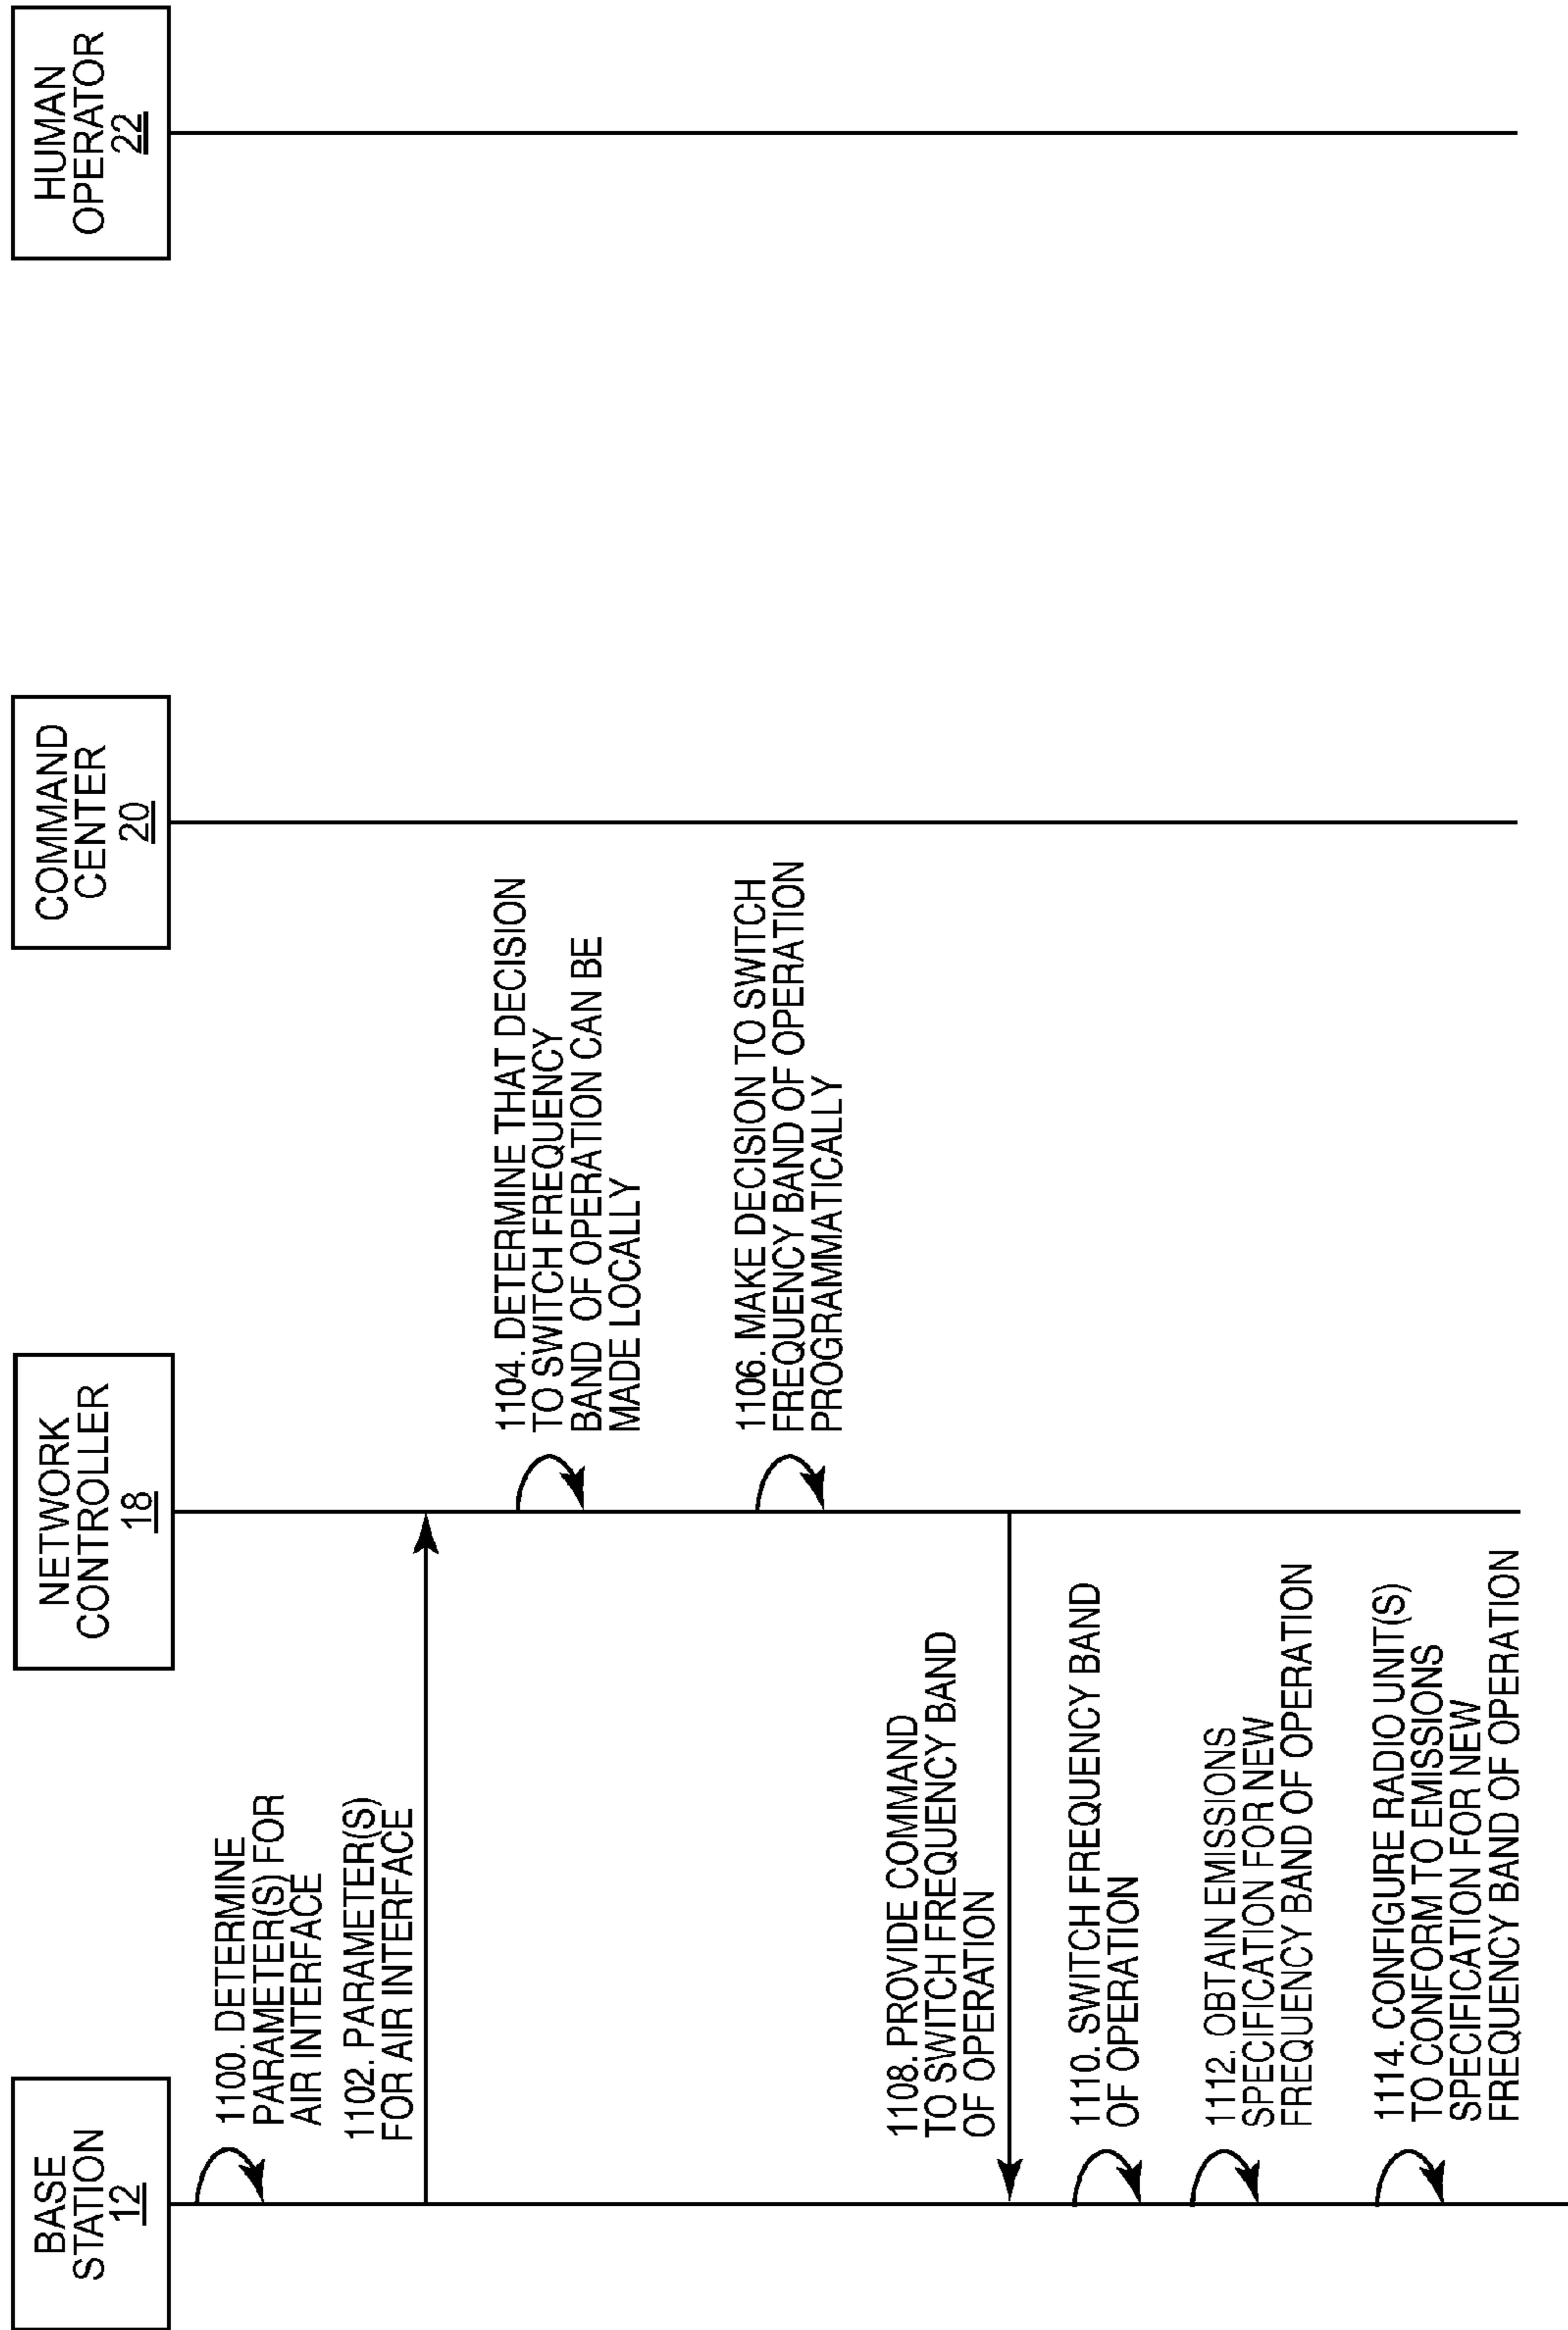 BASE
STATION
12
NETWORK
CONTROLLER
18
COMMAND
CENTER
20
HUMAN
OPERATOR
22
1100. DETERMINE
PARAMETER(S) FOR
AIR INTERFACE
1102. PARAMETER(S)
FOR AIR INTERFACE
1104. DETERMINE THAT DECISION
TO SWITCH FREQUENCY
BAND OF OPERATION CAN BE
MADE LOCALLY
1106. MAKE DECISION TO SWITCH
FREQUENCY BAND OF OPERATION
PROGRAMMATICALLY
1108. PROVIDE COMMAND
TO SWITCH FREQUENCY BAND
OF OPERATION
1110. SWITCH FREQUENCY BAND
OF OPERATION
1112. OBTAIN EMISSIONS
SPECIFICATION FOR NEW
FREQUENCY BAND OF OPERATION
1114. CONFIGURE RADIO UNIT(S)
TO CONFORM TO EMISSIONS
SPECIFICATION FOR NEW
FREQUENCY BAND OF OPERATION